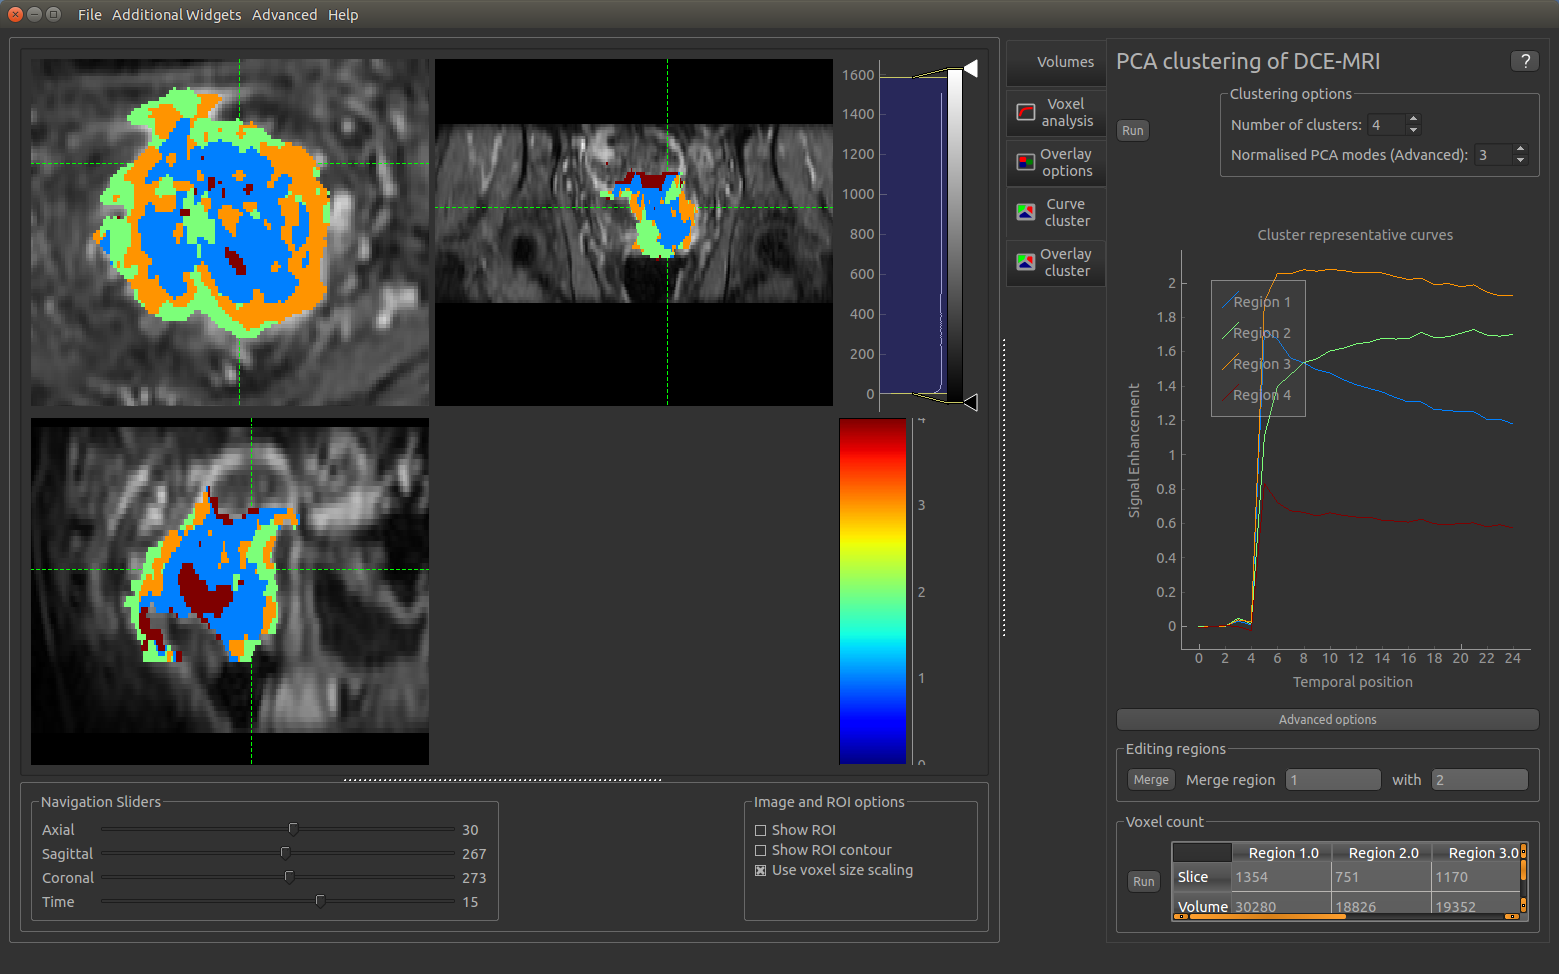 File Additional Widgets Advanced Help
1600
1400
1200
1000
800
600
400
200
0
4
3
2
1
0
Navigation Sliders
Axial 30
Sagittal 267
Coronal 273
Time 15
Image and ROI options
Show ROI
Show ROI contour
Use voxel size scaling
Volumes
Voxel
analysis
Overlay
options
Curve
cluster
Overlay
cluster
PCA clustering of DCE-MRI
?
Run
Clustering options
Number of clusters: 4
Normalised PCA modes (Advanced): 3
Cluster representative curves
Signal Enhancement
2
1.8
1.6
1.4
1.2
1
0.8
0.6
0.4
0.2
0
Region 1
Region 2
Region 3
Region 4
0 2 4 6 8 10 12 14 16 18 20 22 24
Temporal position
Advanced options
Editing regions
Merge Merge region 1 with 2
Voxel count
Run
Region 1.0 Region 2.0 Region 3.0
Slice 1354 751 1170
Volume 30280 18826 19352